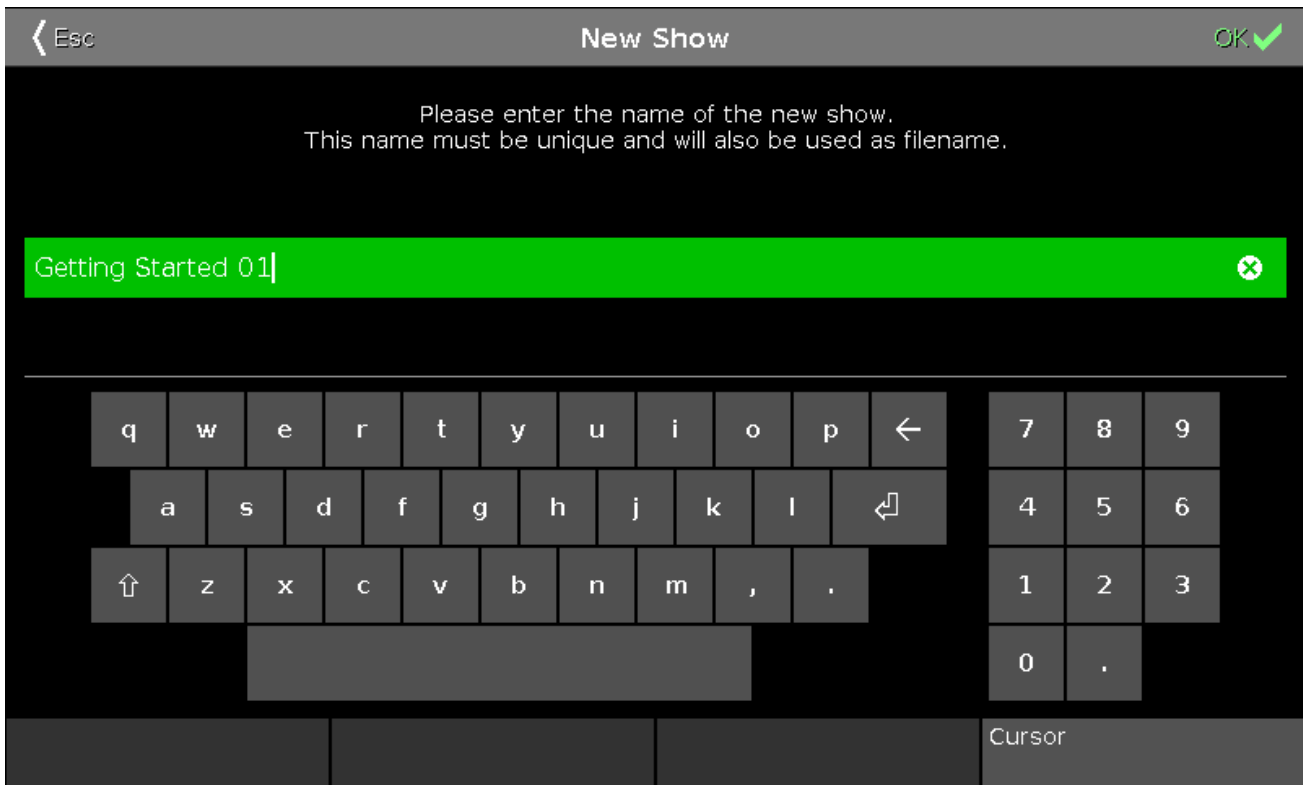 Esc New Show OK
Please enter the name of the new show.
This name must be unique and will also be used as filename.
Getting Started 01
q w e r t y u i o p ← 7 8 9
a s d f g h j k l ⏎ 4 5 6
⇧ z x c v b n m , . 1 2 3
0 .
Cursor